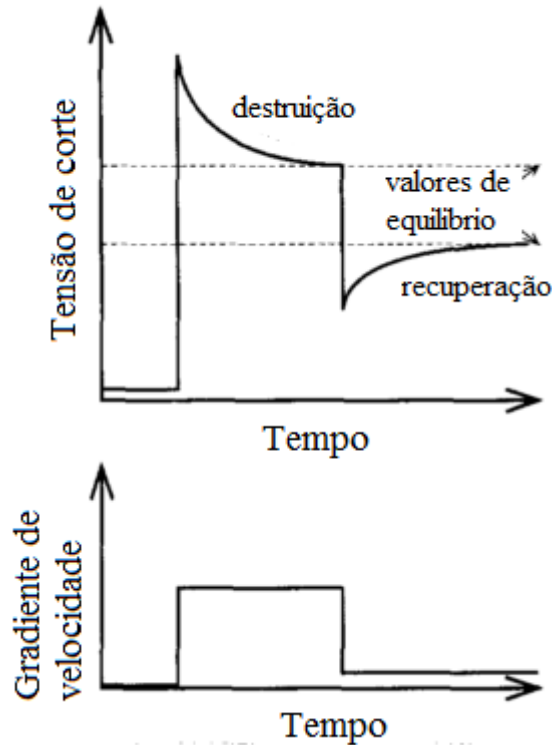 Tensão de corte
destruição
valores de
equilíbrio
recuperação
Tempo
Gradiente de
velocidade
Tempo